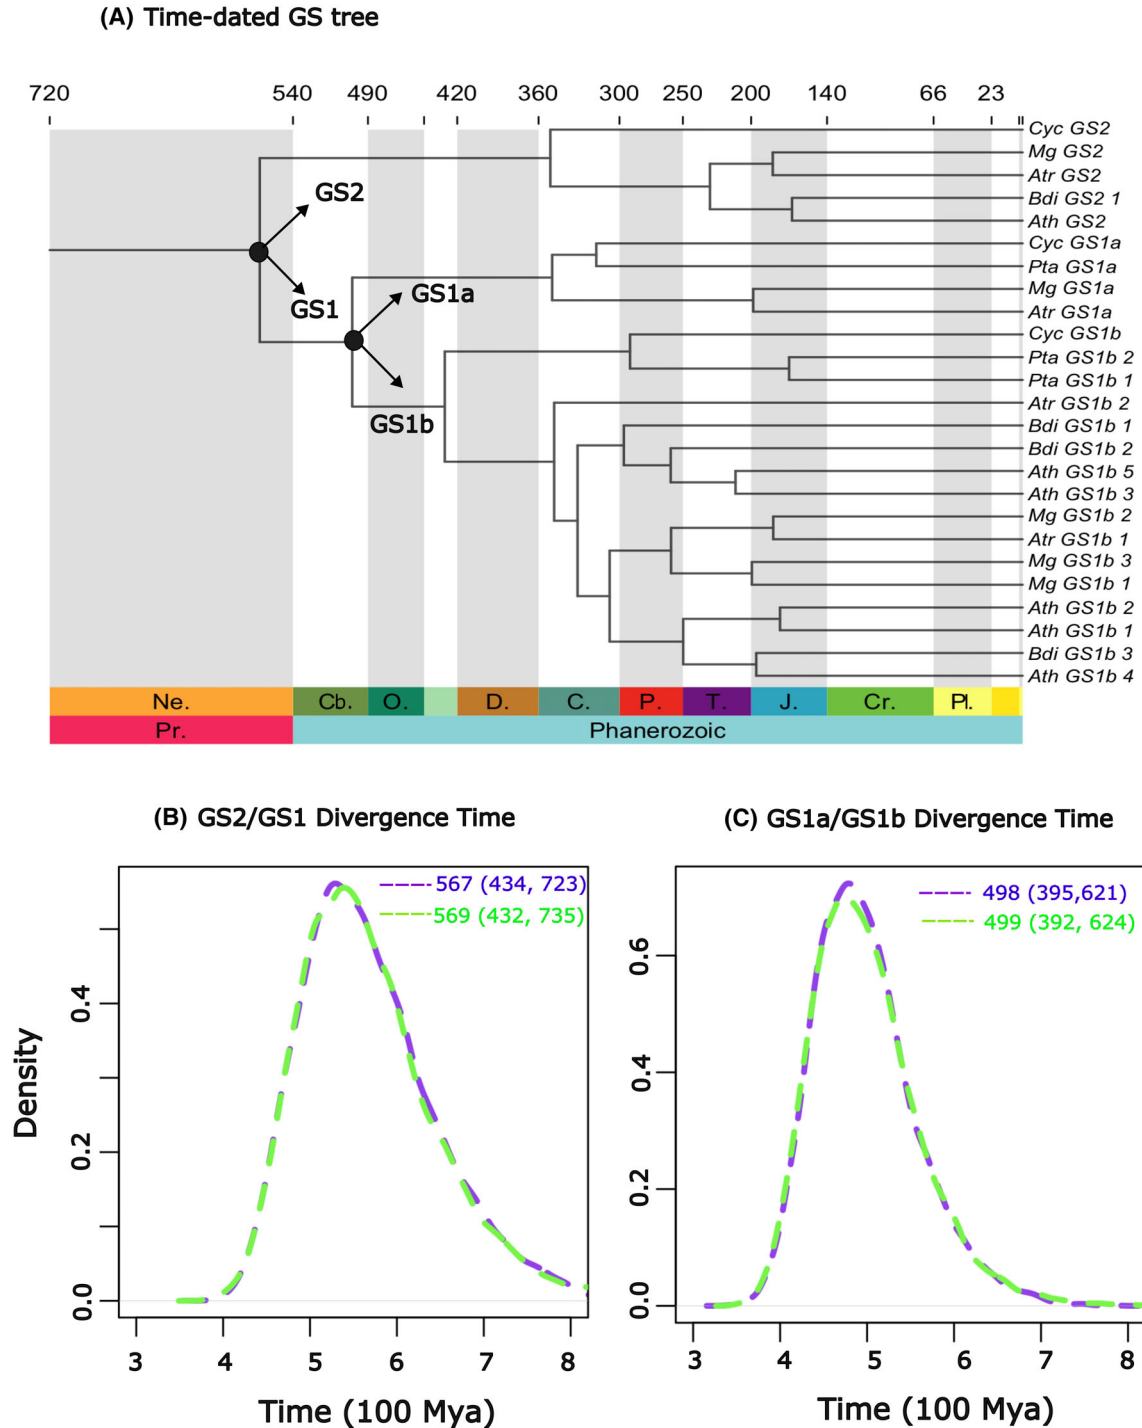 (A) Time-dated GS tree
720 540 490 420 360 300 250 200 140 66 23
Cyc GS2
Mg GS2
Atr GS2
Bdi GS2 1
Ath GS2
Cyc GS1a
Pta GS1a
Mg GS1a
Atr GS1a
Cyc GS1b
Pta GS1b 2
Pta GS1b 1
Atr GS1b 2
Bdi GS1b 1
Bdi GS1b 2
Ath GS1b 5
Ath GS1b 3
Mg GS1b 2
Atr GS1b 1
Mg GS1b 3
Mg GS1b 1
Ath GS1b 2
Ath GS1b 1
Bdi GS1b 3
Ath GS1b 4
GS2
GS1
GS1a
GS1b
Ne. Cb. O. D. C. P. T. J. Cr. Pl.
Pr. Phanerozoic
(B) GS2/GS1 Divergence Time
567 (434, 723)
569 (432, 735)
Density
0.4
0.2
0.0
3 4 5 6 7 8
Time (100 Mya)
(C) GS1a/GS1b Divergence Time
498 (395,621)
499 (392, 624)
0.6
0.4
0.2
0.0
3 4 5 6 7 8
Time (100 Mya)